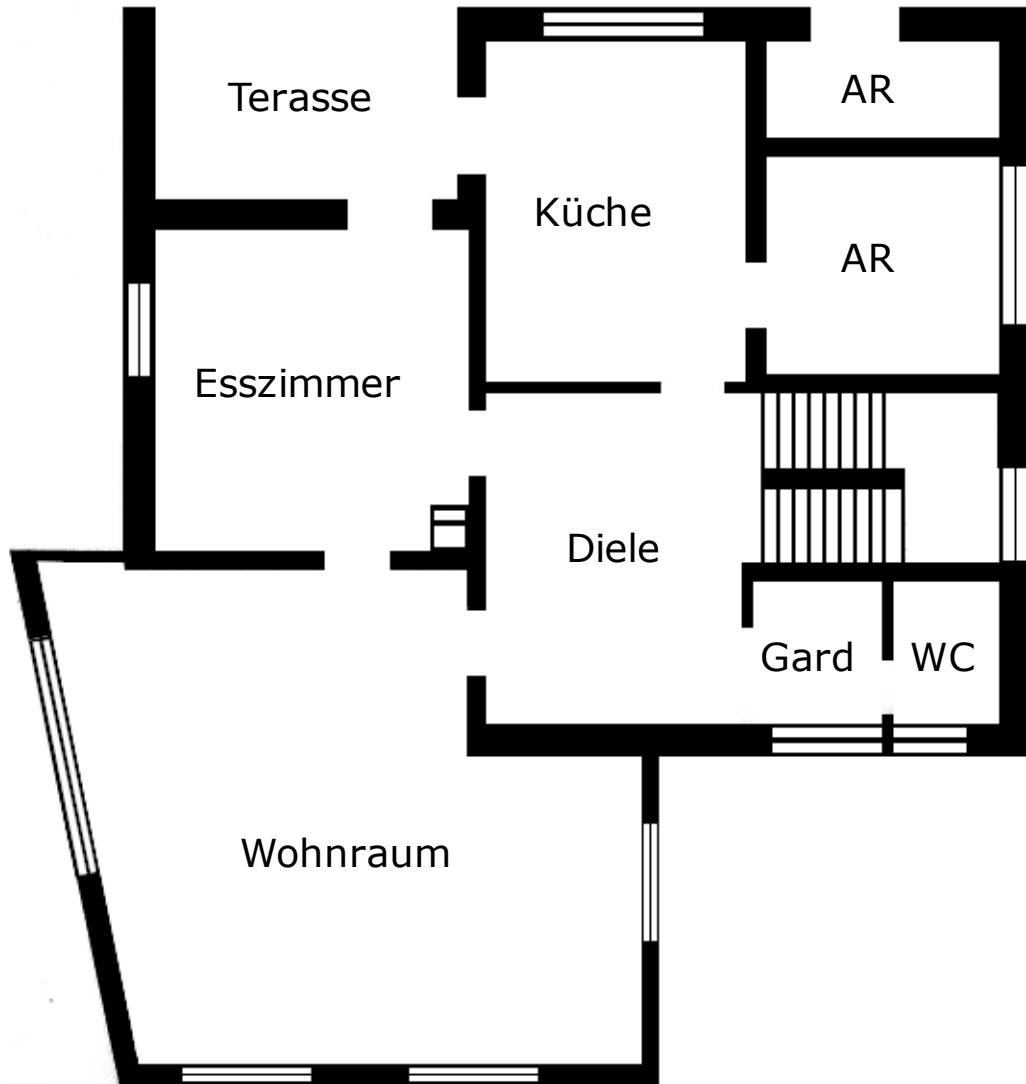 Terasse
AR
Küche
AR
Esszimmer
Diele
Gard
WC
Wohnraum